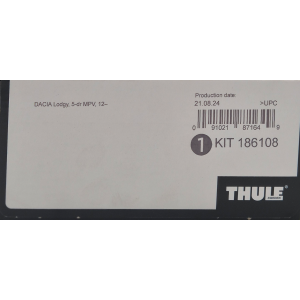 Production date
DACIA Lodgy, 5-dr MPV, 12–
21.08.24 >UPC
0 91021 87164 9
1 KIT 186108
THULE